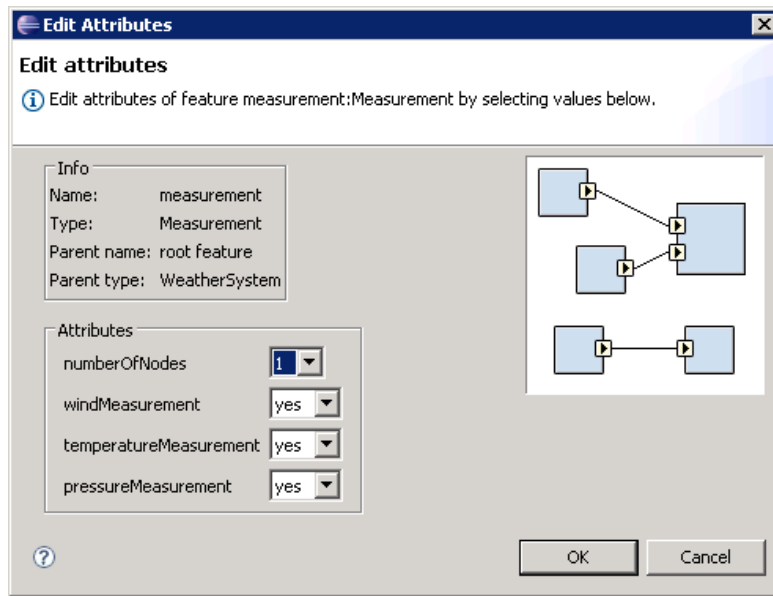 Edit Attributes
Edit attributes
Edit attributes of feature measurement:Measurement by selecting values below.
Info
Name: measurement
Type: Measurement
Parent name: root feature
Parent type: WeatherSystem
Attributes
numberOfNodes 1
windMeasurement yes
temperatureMeasurement yes
pressureMeasurement yes
OK Cancel